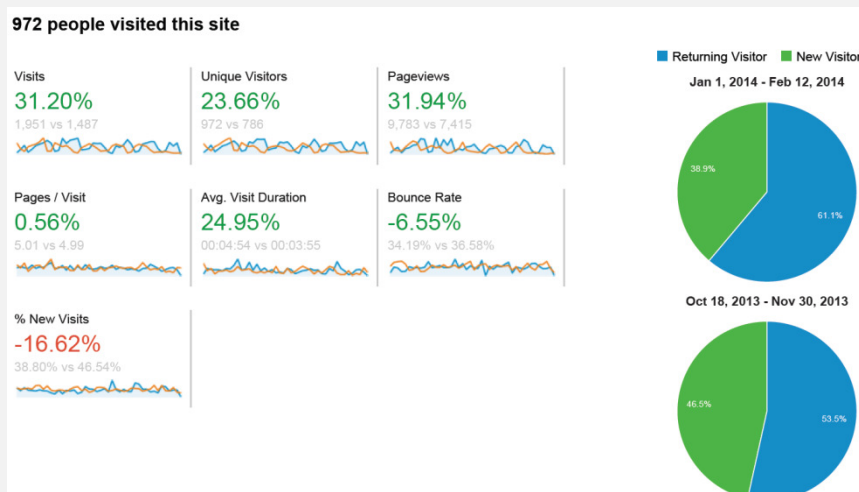 972 people visited this site
Returning Visitor New Visitor
Jan 1, 2014 - Feb 12, 2014
38.9%
61.1%
Oct 18, 2013 - Nov 30, 2013
46.5%
53.5%
Visits
31.20%
1,951 vs 1,487
Unique Visitors
23.66%
972 vs 786
Pageviews
31.94%
9,783 vs 7,415
Pages / Visit
0.56%
5.01 vs 4.99
Avg. Visit Duration
24.95%
00:04:54 vs 00:03:55
Bounce Rate
-6.55%
34.19% vs 36.58%
% New Visits
-16.62%
38.80% vs 46.54%